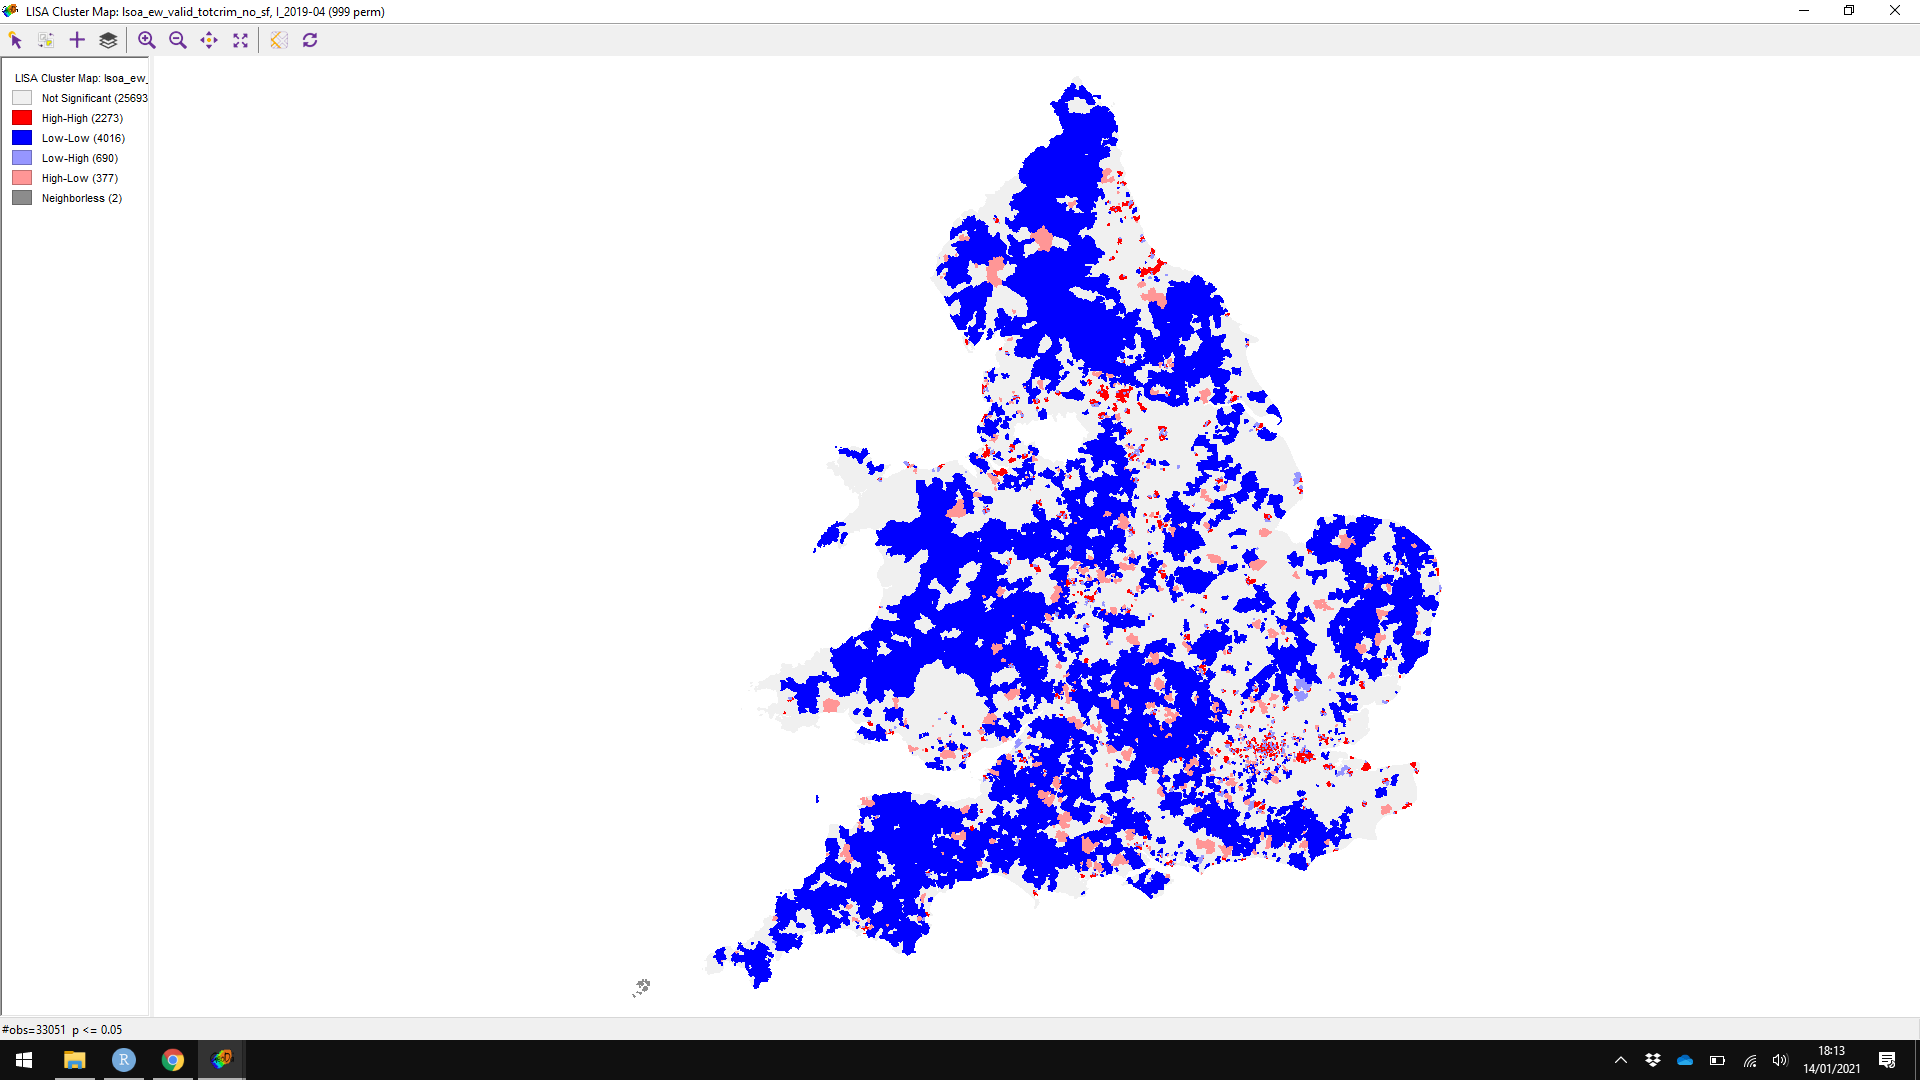 LISA Cluster Map: lsoa_ew_valid_totcrim_no_sf, I_2019-04 (999 perm)
LISA Cluster Map: lsoa_ew_
Not Significant (25693
High-High (2273)
Low-Low (4016)
Low-High (690)
High-Low (377)
Neighborless (2)
#obs=33051 p <= 0.05
R
18:13
14/01/2021